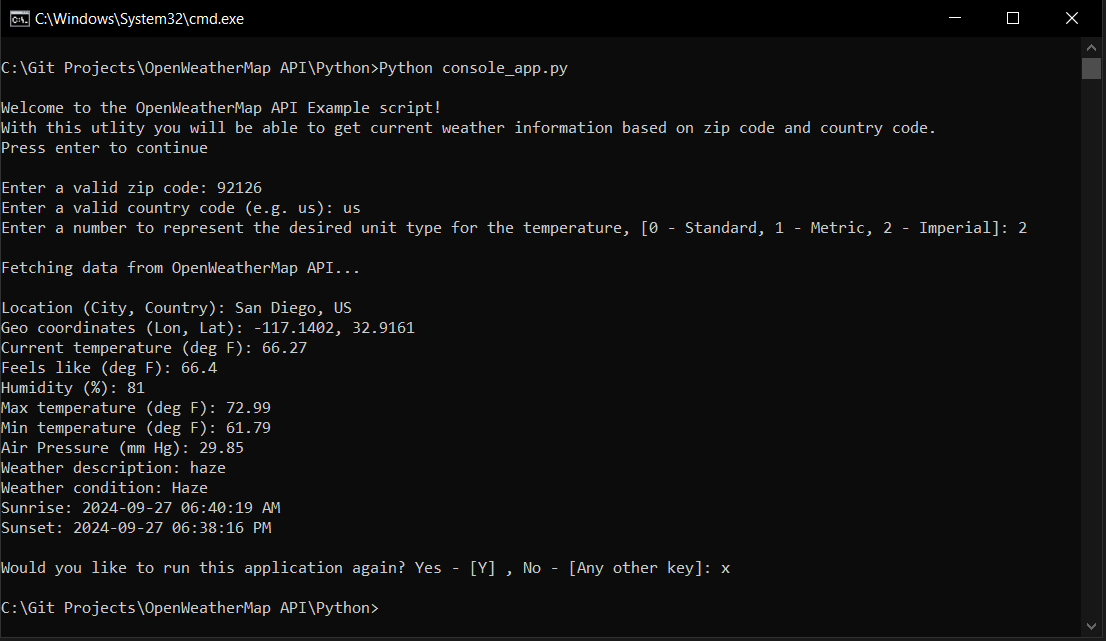 C:\Windows\System32\cmd.exe
C:\Git Projects\OpenWeatherMap API\Python>Python console_app.py
Welcome to the OpenWeatherMap API Example script!
With this utlity you will be able to get current weather information based on zip code and country code.
Press enter to continue
Enter a valid zip code: 92126
Enter a valid country code (e.g. us): us
Enter a number to represent the desired unit type for the temperature, [0 - Standard, 1 - Metric, 2 - Imperial]: 2
Fetching data from OpenWeatherMap API...
Location (City, Country): San Diego, US
Geo coordinates (Lon, Lat): -117.1402, 32.9161
Current temperature (deg F): 66.27
Feels like (deg F): 66.4
Humidity (%): 81
Max temperature (deg F): 72.99
Min temperature (deg F): 61.79
Air Pressure (mm Hg): 29.85
Weather description: haze
Weather condition: Haze
Sunrise: 2024-09-27 06:40:19 AM
Sunset: 2024-09-27 06:38:16 PM
Would you like to run this application again? Yes - [Y] , No - [Any other key]: x
C:\Git Projects\OpenWeatherMap API\Python>